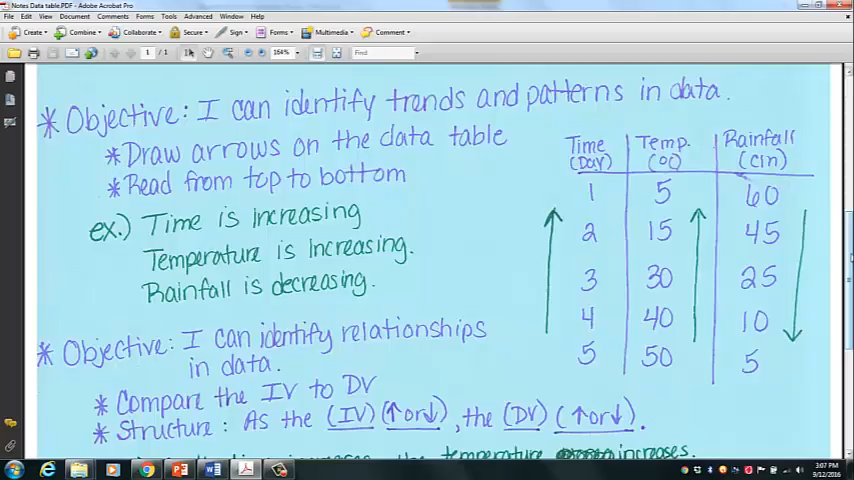 Notes Data table.PDF - Adobe Acrobat Pro
File Edit View Document Comments Forms Tools Advanced Window Help
Create Combine Collaborate Secure Sign Forms Multimedia Comment
1 / 1 164% Find
* Objective: I can identify trends and patterns in data.
* Draw arrows on the data table
* Read from top to bottom
ex.) Time is increasing
Temperature is increasing.
Rainfall is decreasing.
Time (Day) Temp. (°C) Rainfall (cm)
1 5 60
2 15 45
3 30 25
4 40 10
5 50 5
* Objective: I can identify relationships
in data.
* Compare the IV to DV
* Structure: As the (IV) (↑or↓), the (DV) (↑or↓).
increases, the temperature increases.
3:07 PM
9/12/2016